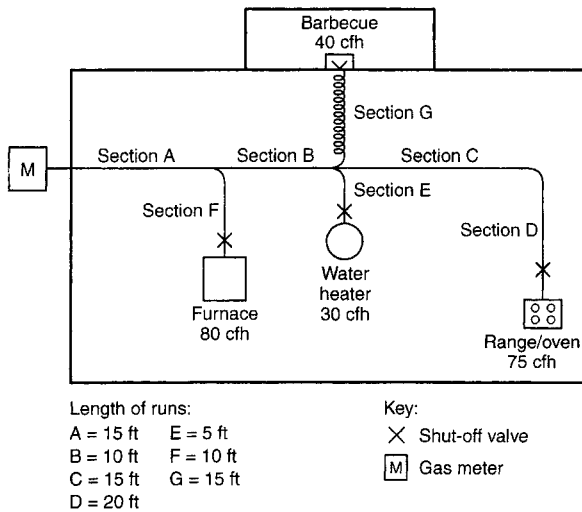 Barbecue
40 cfh
Section G
Section A
Section B
Section C
M
Section F
Section E
Section D
Furnace
80 cfh
Water
heater
30 cfh
Range/oven
75 cfh
Length of runs:
A = 15 ft E = 5 ft
B = 10 ft F = 10 ft
C = 15 ft G = 15 ft
D = 20 ft
Key:
Shut-off valve
M Gas meter